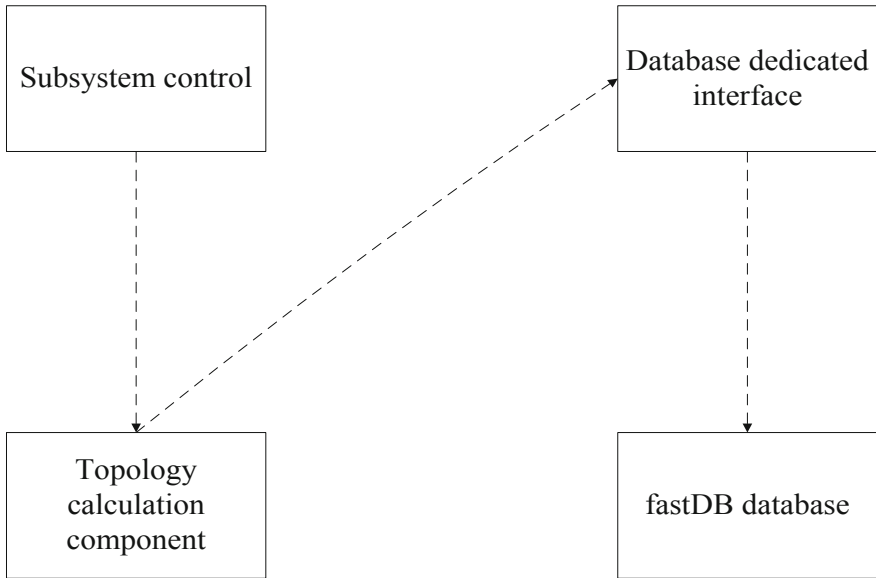 Subsystem control
Database dedicated
interface
Topology
calculation
component
fastDB database